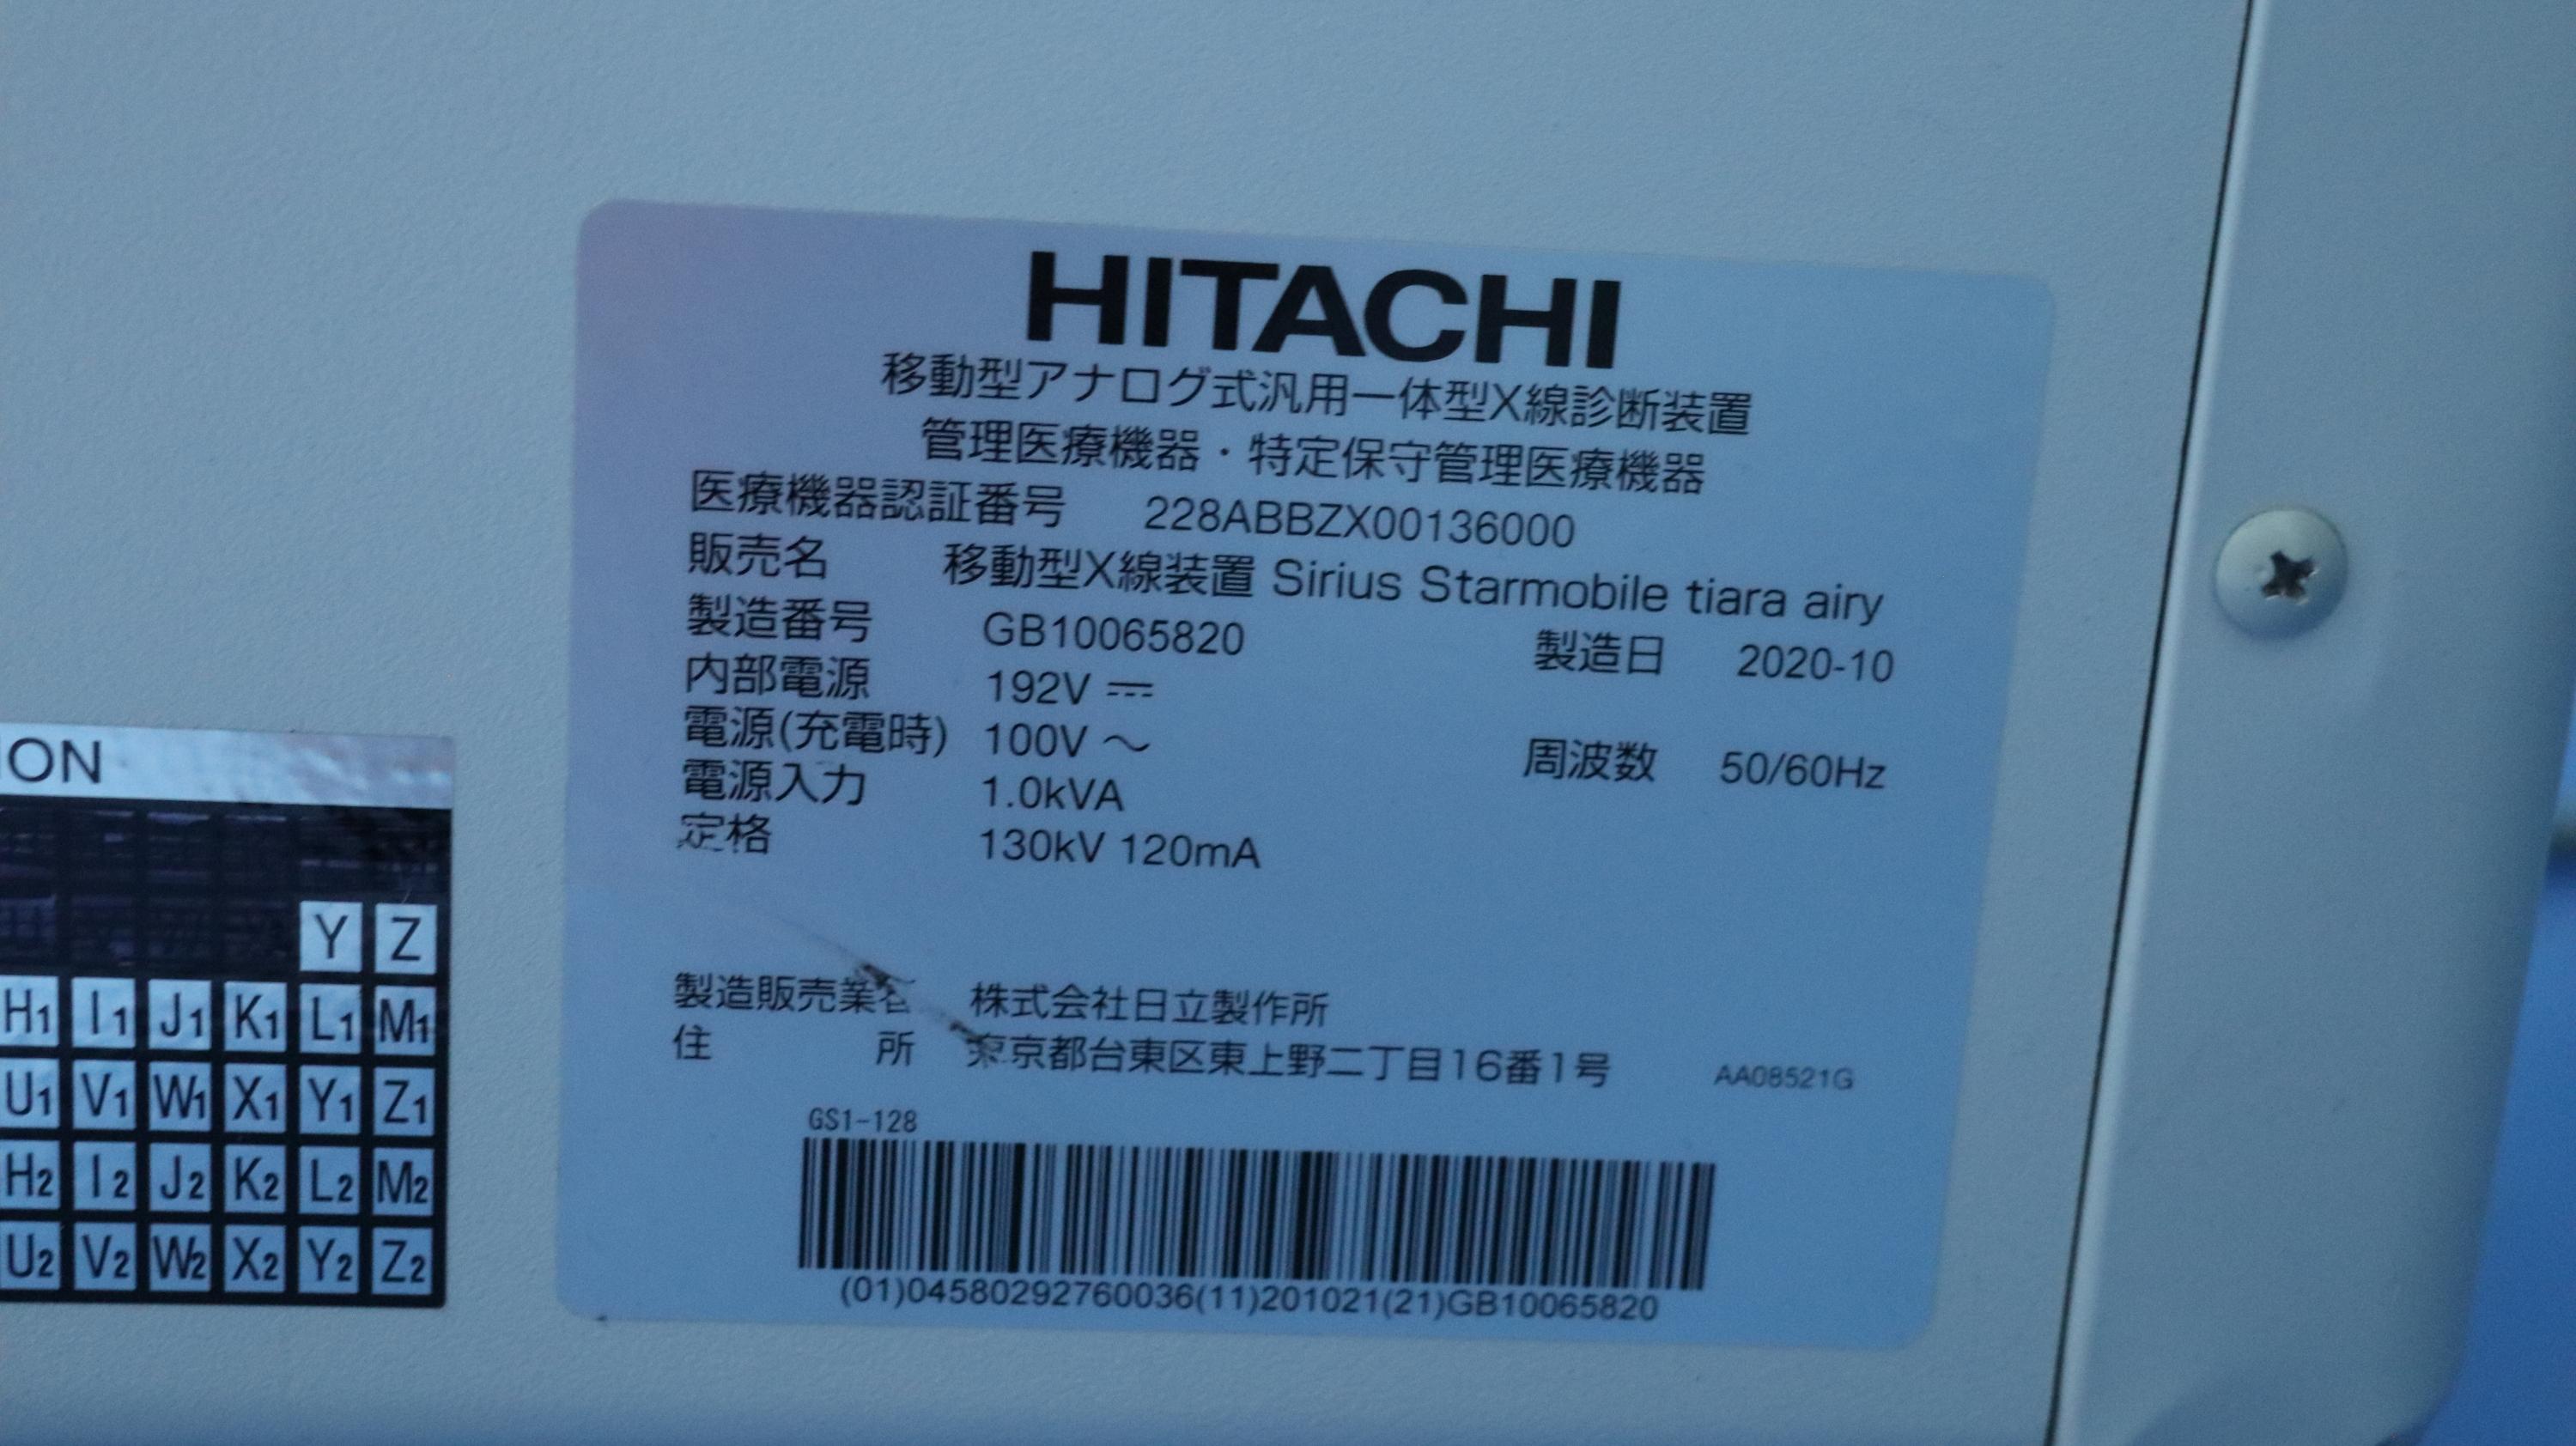 HITACHI
移動型アナログ式汎用一体型X線診断装置
管理医療機器・特定保守管理医療機器
医療機器認証番号 228ABBZX00136000
販売名 移動型X線装置 Sirius Starmobile tiara airy
製造番号 GB10065820 製造日 2020-10
内部電源 192V ⎓
電源(充電時) 100V ～ 周波数 50/60Hz
電源入力 1.0kVA
定格 130kV 120mA
製造販売業者 株式会社日立製作所
住所 東京都台東区東上野二丁目16番1号 AA08521G
GS1-128
(01)04580292760036(11)201021(21)GB10065820
ION
Y Z
H1 I1 J1 K1 L1 M1
U1 V1 W1 X1 Y1 Z1
H2 I2 J2 K2 L2 M2
U2 V2 W2 X2 Y2 Z2